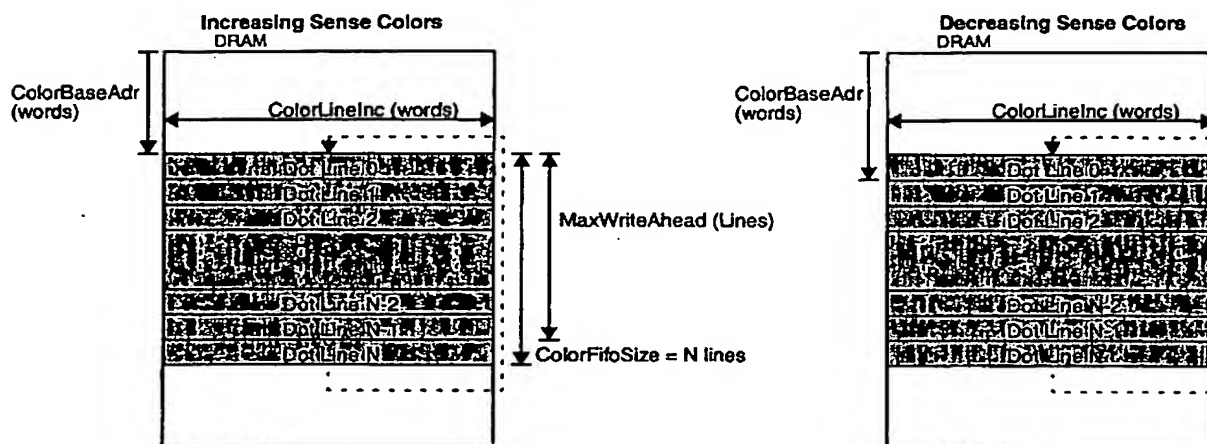 Increasing Sense Colors
DRAM
ColorBaseAdr
(words)
ColorLineInc (words)
Dot Line 0
Dot Line 1
Dot Line 2
MaxWriteAhead (Lines)
Dot Line N-2
Dot Line N-1
Dot Line N
ColorFifoSize = N lines
Decreasing Sense Colors
DRAM
ColorBaseAdr
(words)
ColorLineInc (words)
Dot Line 0
Dot Line 1
Dot Line 2
Dot Line N-2
Dot Line N-1
Dot Line N